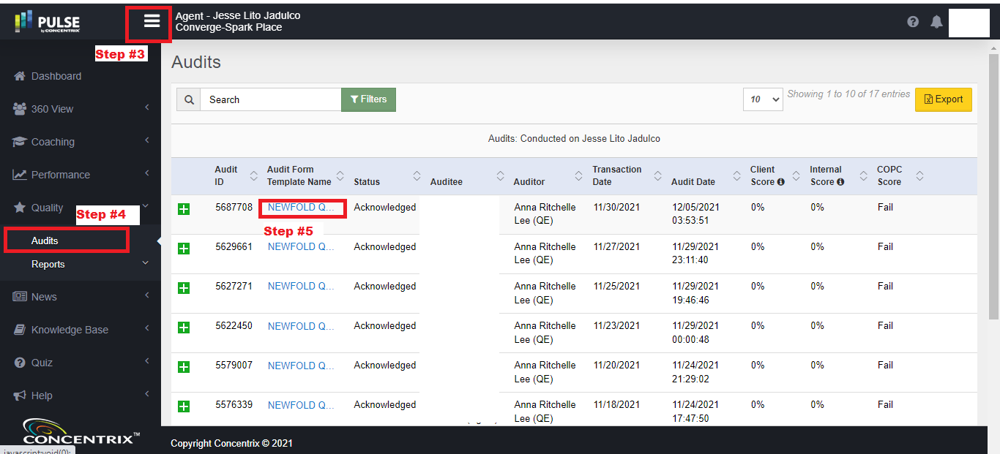 PULSE
by CONCENTRIX
Agent - Jesse Lito Jadulco
Converge-Spark Place
Step #3
Dashboard
360 View
Coaching
Performance
Quality
Step #4
Audits
Reports
News
Knowledge Base
Quiz
Help
CONCENTRIX™
javascript:void(0);
Audits
Search
Filters
10
Showing 1 to 10 of 17 entries
Export
Audits: Conducted on Jesse Lito Jadulco
Audit ID Audit Form Template Name Status Auditee Auditor Transaction Date Audit Date Client Score Internal Score COPC Score
5687708 NEWFOLD Q... Acknowledged Anna Ritchelle Lee (QE) 11/30/2021 12/05/2021 03:53:51 0% 0% Fail
Step #5
5629661 NEWFOLD Q... Acknowledged Anna Ritchelle Lee (QE) 11/27/2021 11/29/2021 23:11:40 0% 0% Fail
5627271 NEWFOLD Q... Acknowledged Anna Ritchelle Lee (QE) 11/25/2021 11/29/2021 19:46:46 0% 0% Fail
5622450 NEWFOLD Q... Acknowledged Anna Ritchelle Lee (QE) 11/23/2021 11/29/2021 00:00:48 0% 0% Fail
5579007 NEWFOLD Q... Acknowledged Anna Ritchelle Lee (QE) 11/20/2021 11/24/2021 21:29:02 0% 0% Fail
5576339 NEWFOLD Q... Acknowledged Anna Ritchelle Lee (QE) 11/18/2021 11/24/2021 17:47:50 0% 0% Fail
Copyright Concentrix © 2021